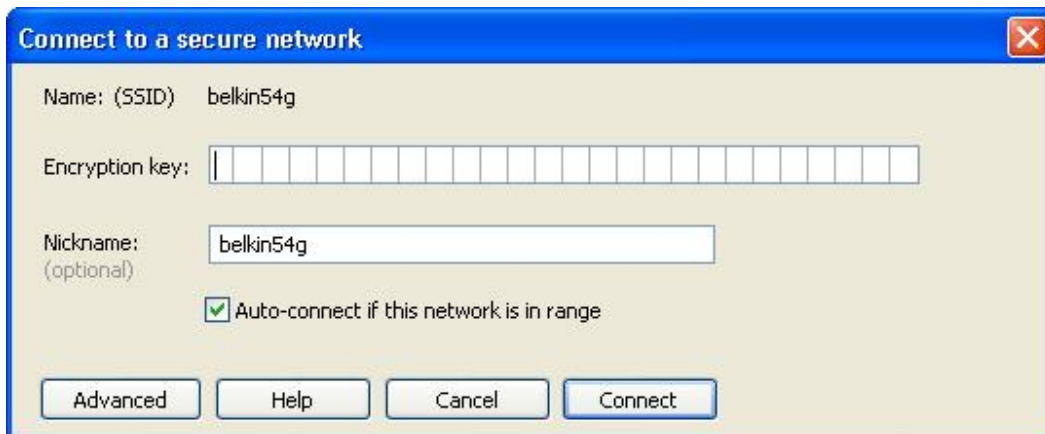 Connect to a secure network
Name: (SSID) belkin54g
Encryption key:
Nickname: belkin54g
(optional)
Auto-connect if this network is in range
Advanced Help Cancel Connect